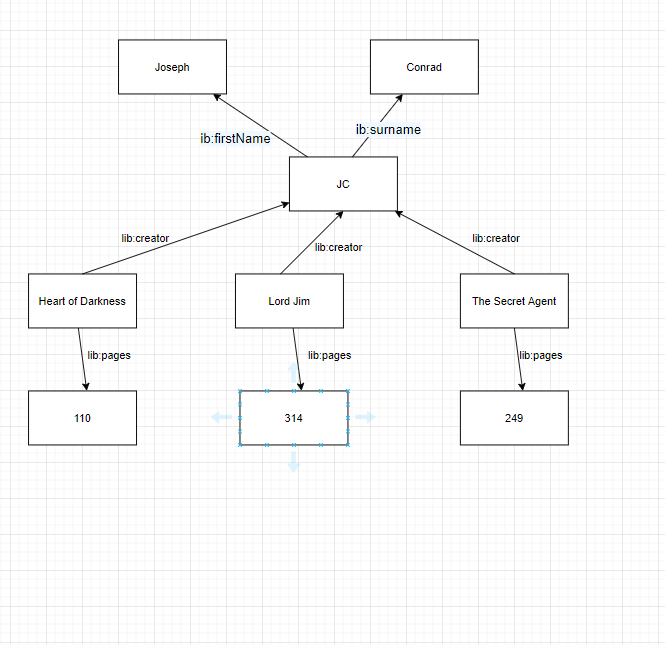 Joseph
Conrad
ib:firstName
ib:surname
JC
lib:creator
lib:creator
lib:creator
Heart of Darkness
Lord Jim
The Secret Agent
lib:pages
lib:pages
lib:pages
110
314
249